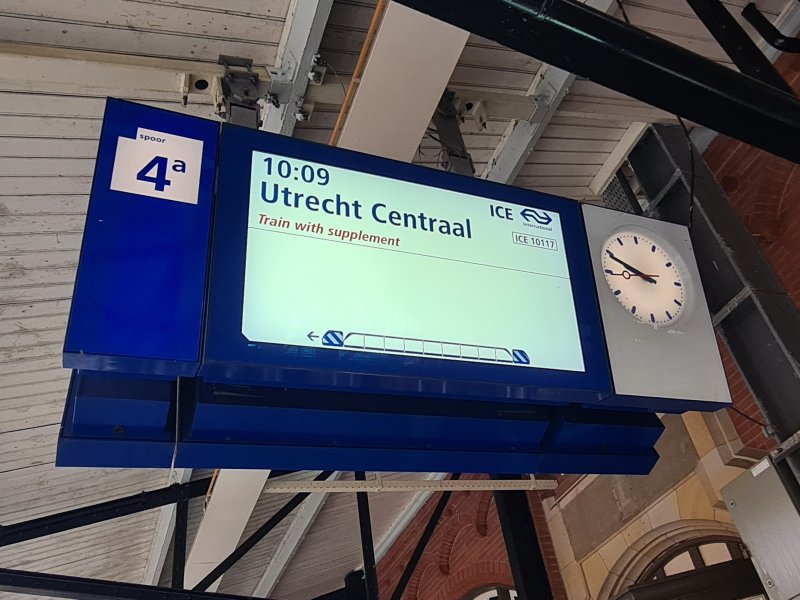 spoor
4a
10:09
Utrecht Centraal
ICE
International
Train with supplement
ICE 10117